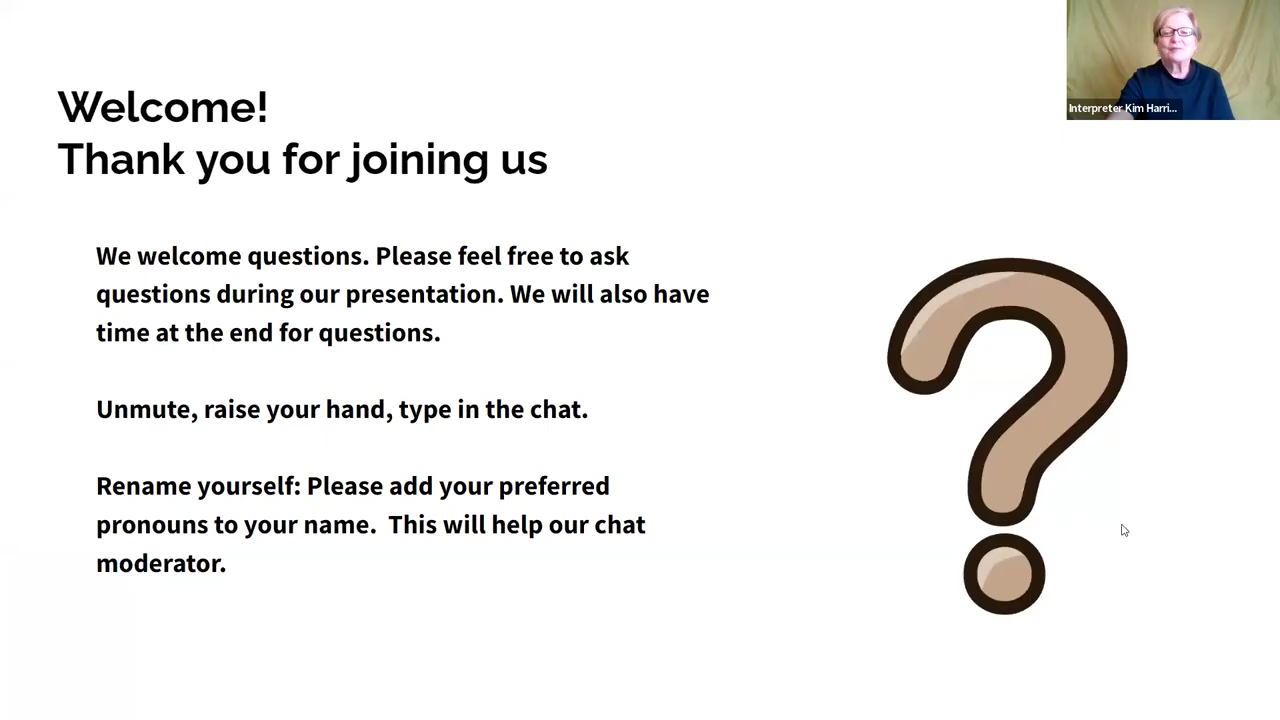 Welcome!
Thank you for joining us
Interpreter Kim Harri...
We welcome questions. Please feel free to ask
questions during our presentation. We will also have
time at the end for questions.
Unmute, raise your hand, type in the chat.
Rename yourself: Please add your preferred
pronouns to your name.  This will help our chat
moderator.